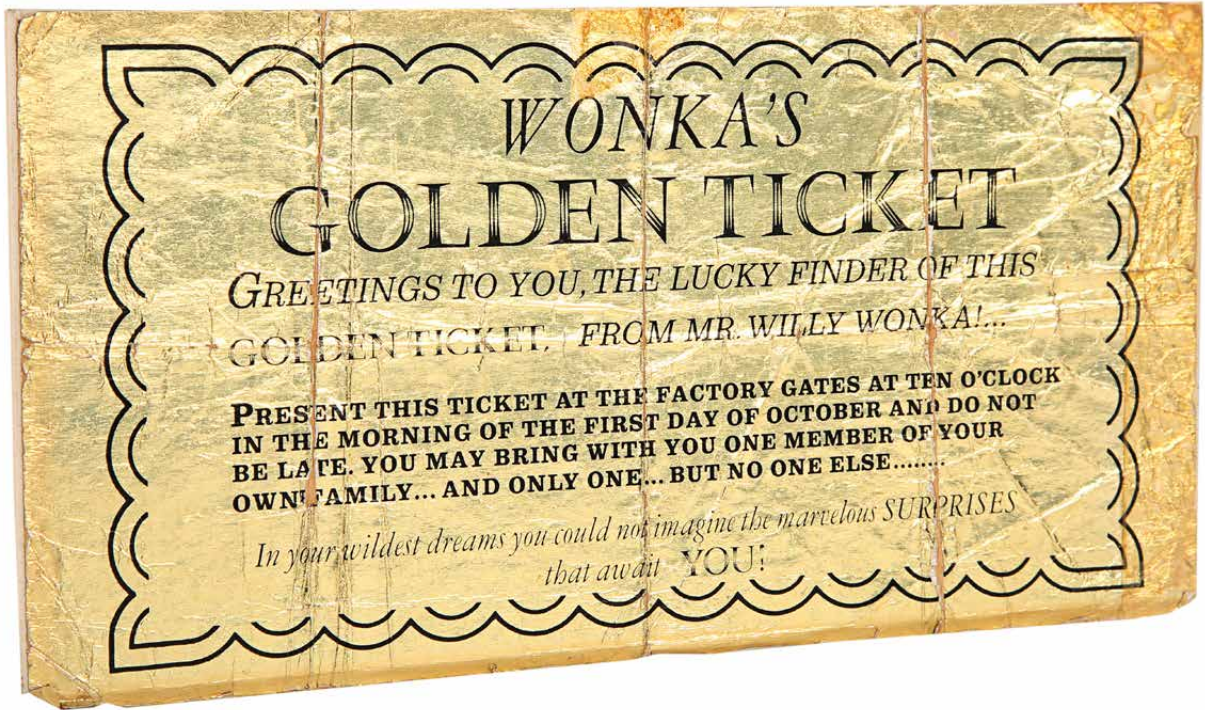 WONKA'S
GOLDEN TICKET
GREETINGS TO YOU, THE LUCKY FINDER OF THIS
GOLDEN TICKET, FROM MR. WILLY WONKA!...
PRESENT THIS TICKET AT THE FACTORY GATES AT TEN O'CLOCK
IN THE MORNING OF THE FIRST DAY OF OCTOBER AND DO NOT
BE LATE. YOU MAY BRING WITH YOU ONE MEMBER OF YOUR
OWN FAMILY... AND ONLY ONE... BUT NO ONE ELSE........
In your wildest dreams you could not imagine the marvelous SURPRISES
that await YOU!